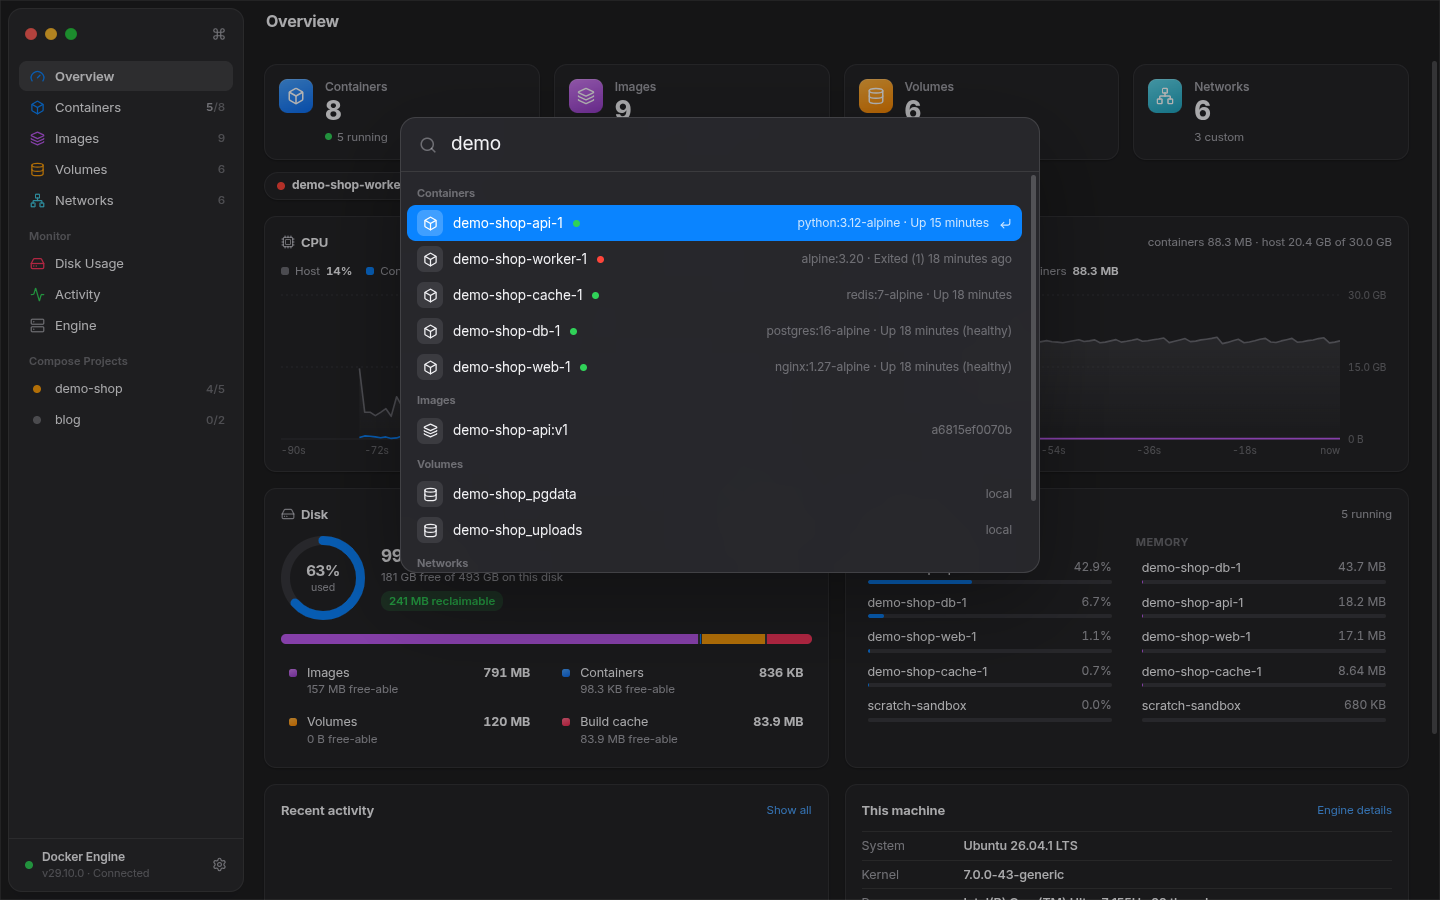 Overview
⌘
Overview
Containers 5/8
Images 9
Volumes 6
Networks 6
Monitor
Disk Usage
Activity
Engine
Compose Projects
demo-shop 4/5
blog 0/2
Docker Engine
v29.10.0 · Connected
Containers
8
5 running
Images
9
Volumes
6
Networks
6
3 custom
demo-shop-worke
demo
Containers
demo-shop-api-1 python:3.12-alpine · Up 15 minutes
demo-shop-worker-1 alpine:3.20 · Exited (1) 18 minutes ago
demo-shop-cache-1 redis:7-alpine · Up 18 minutes
demo-shop-db-1 postgres:16-alpine · Up 18 minutes (healthy)
demo-shop-web-1 nginx:1.27-alpine · Up 18 minutes (healthy)
Images
demo-shop-api:v1 a6815ef0070b
Volumes
demo-shop_pgdata local
demo-shop_uploads local
Networks
CPU
Host 14% Con
-90s -72s
containers 88.3 MB · host 20.4 GB of 30.0 GB
iners 88.3 MB
30.0 GB
15.0 GB
0 B
-54s -36s -18s now
Disk
63%
used
99
181 GB free of 493 GB on this disk
241 MB reclaimable
Images 791 MB
157 MB free-able
Containers 836 KB
98.3 KB free-able
Volumes 120 MB
0 B free-able
Build cache 83.9 MB
83.9 MB free-able
5 running
42.9%
demo-shop-db-1 6.7%
demo-shop-web-1 1.1%
demo-shop-cache-1 0.7%
scratch-sandbox 0.0%
MEMORY
demo-shop-db-1 43.7 MB
demo-shop-api-1 18.2 MB
demo-shop-web-1 17.1 MB
demo-shop-cache-1 8.64 MB
scratch-sandbox 680 KB
Recent activity Show all
This machine Engine details
System Ubuntu 26.04.1 LTS
Kernel 7.0.0-43-generic